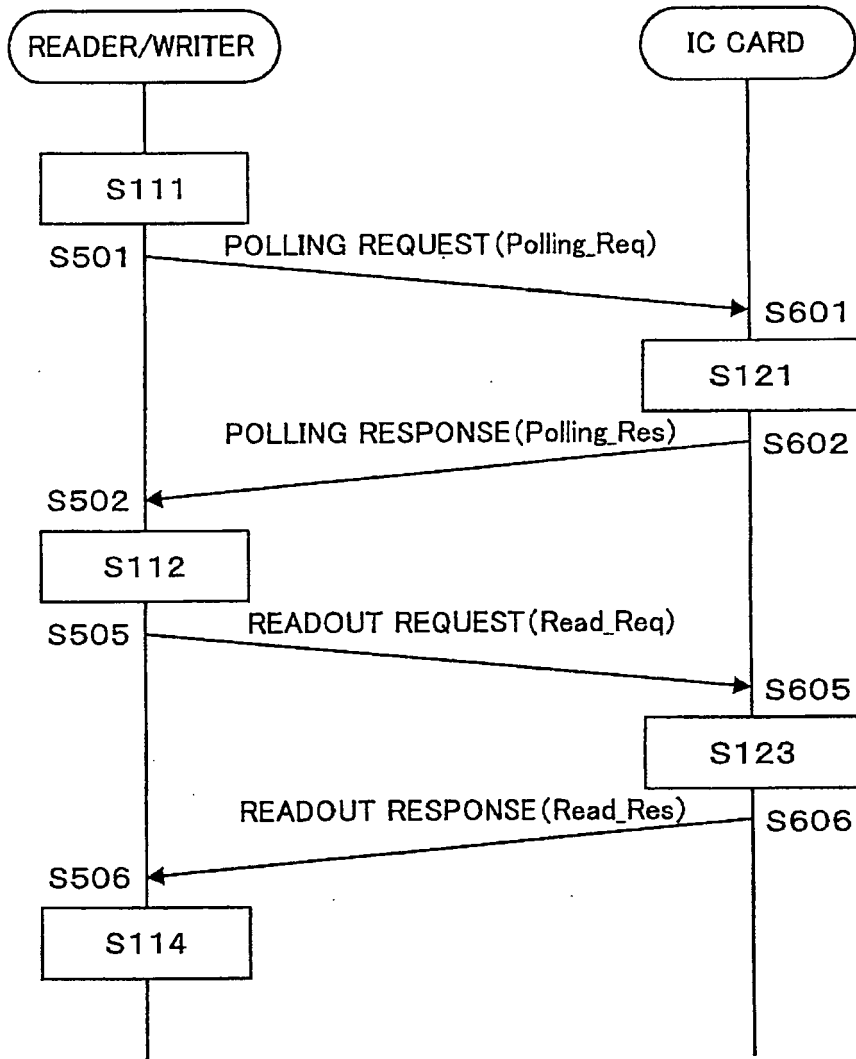 READER/WRITER
IC CARD
S111
S501
POLLING REQUEST(Polling_Req)
S601
S121
POLLING RESPONSE(Polling_Res)
S602
S502
S112
S505
READOUT REQUEST(Read_Req)
S605
S123
READOUT RESPONSE(Read_Res)
S606
S506
S114